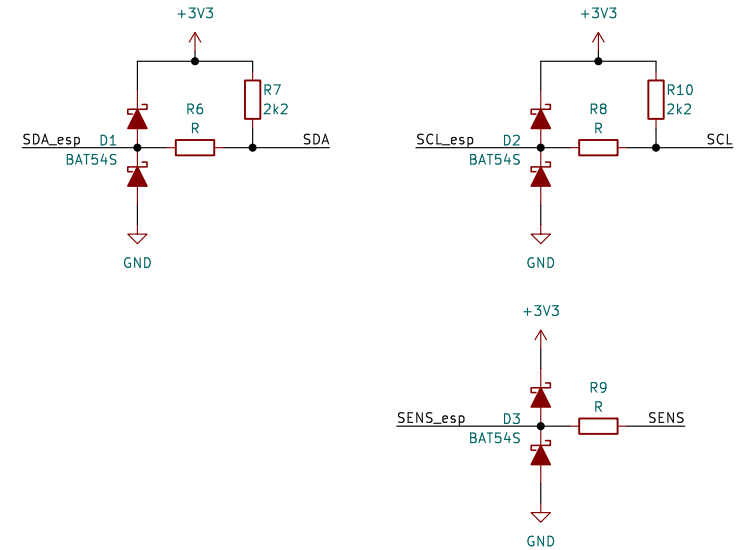 +3V3
R7
2k2
R6
R
SDA_esp
D1
BAT54S
SDA
GND
+3V3
R10
2k2
R8
R
SCL_esp
D2
BAT54S
SCL
GND
+3V3
R9
R
SENS_esp
D3
BAT54S
SENS
GND